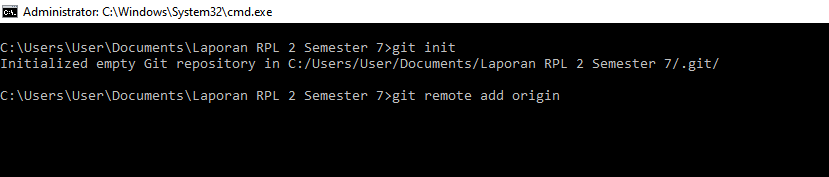 Administrator: C:\Windows\System32\cmd.exe
C:\Users\User\Documents\Laporan RPL 2 Semester 7>git init
Initialized empty Git repository in C:/Users/User/Documents/Laporan RPL 2 Semester 7/.git/
C:\Users\User\Documents\Laporan RPL 2 Semester 7>git remote add origin